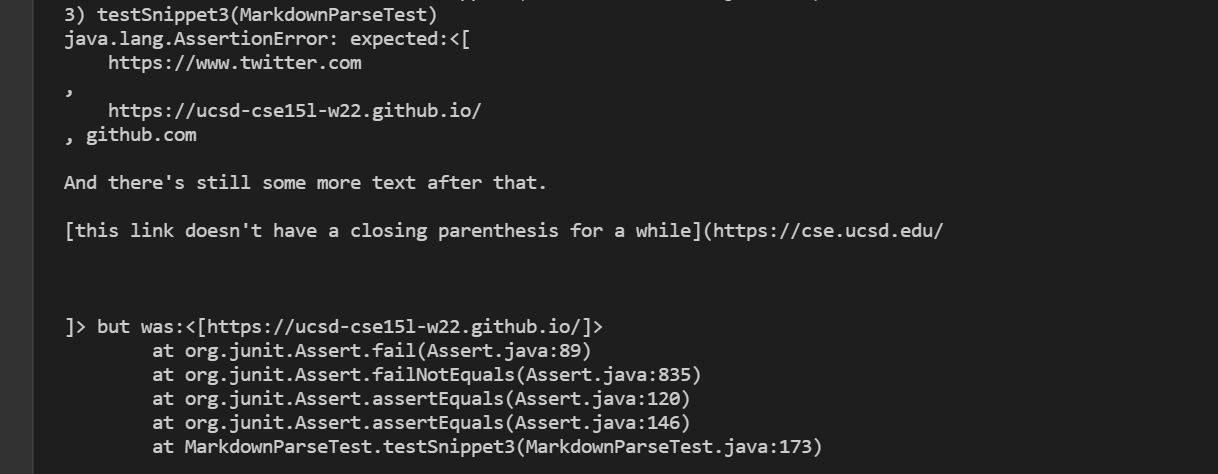 3) testSnippet3(MarkdownParseTest)
java.lang.AssertionError: expected:<[
    https://www.twitter.com
,
    https://ucsd-cse15l-w22.github.io/
, github.com

And there's still some more text after that.

[this link doesn't have a closing parenthesis for a while](https://cse.ucsd.edu/



]> but was:<[https://ucsd-cse15l-w22.github.io/]>
        at org.junit.Assert.fail(Assert.java:89)
        at org.junit.Assert.failNotEquals(Assert.java:835)
        at org.junit.Assert.assertEquals(Assert.java:120)
        at org.junit.Assert.assertEquals(Assert.java:146)
        at MarkdownParseTest.testSnippet3(MarkdownParseTest.java:173)